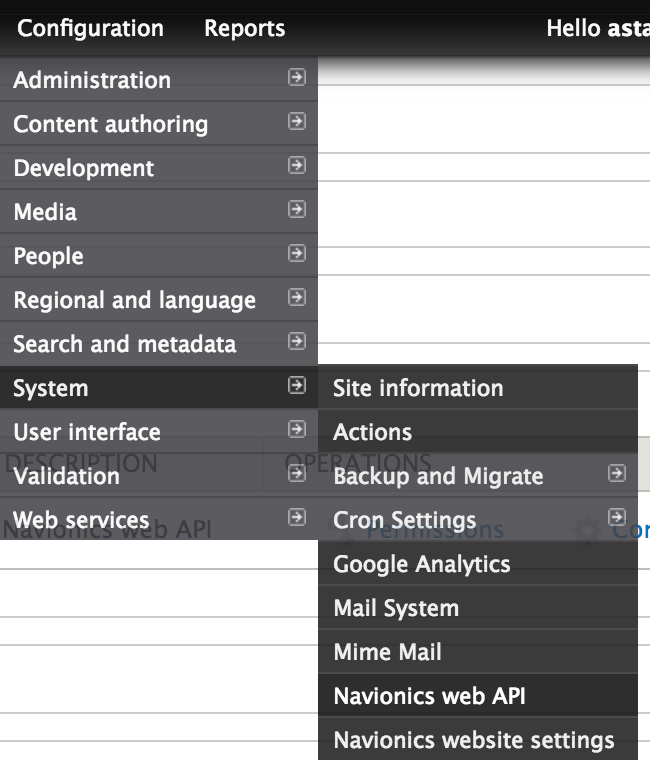 Configuration Reports Hello asta
Administration
Content authoring
Development
Media
People
Regional and language
Search and metadata
System
User interface
Validation
Web services
Site information
Actions
Backup and Migrate
Cron Settings
Google Analytics
Mail System
Mime Mail
Navionics web API
Navionics website settings
DESCRIPTION OPERATIONS
Navionics web API Permissions Con